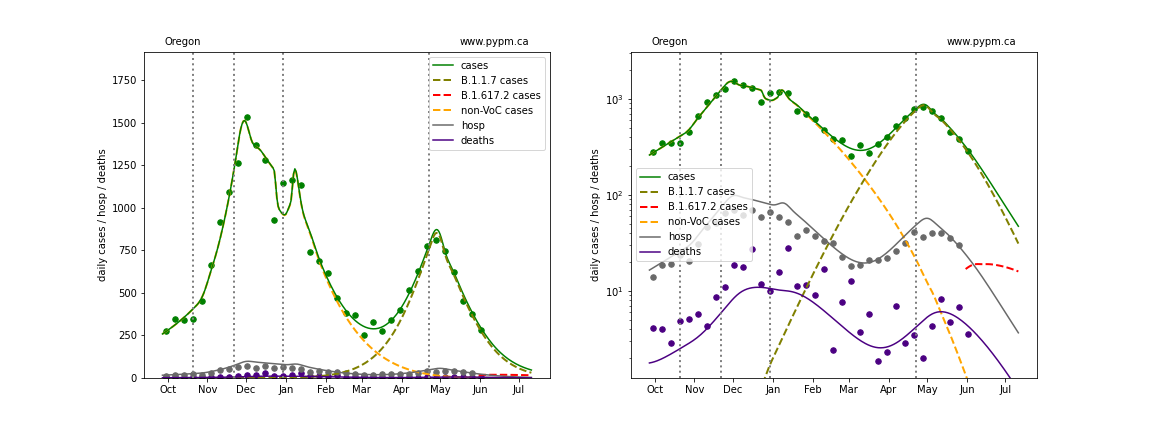 Oregon
www.pypm.ca
daily cases / hosp / deaths
1750
1500
1250
1000
750
500
250
0
cases
B.1.1.7 cases
B.1.617.2 cases
non-VoC cases
hosp
deaths
Oct Nov Dec Jan Feb Mar Apr May Jun Jul
Oregon
www.pypm.ca
daily cases / hosp / deaths
10³
10²
10¹
cases
B.1.1.7 cases
B.1.617.2 cases
non-VoC cases
hosp
deaths
Oct Nov Dec Jan Feb Mar Apr May Jun Jul